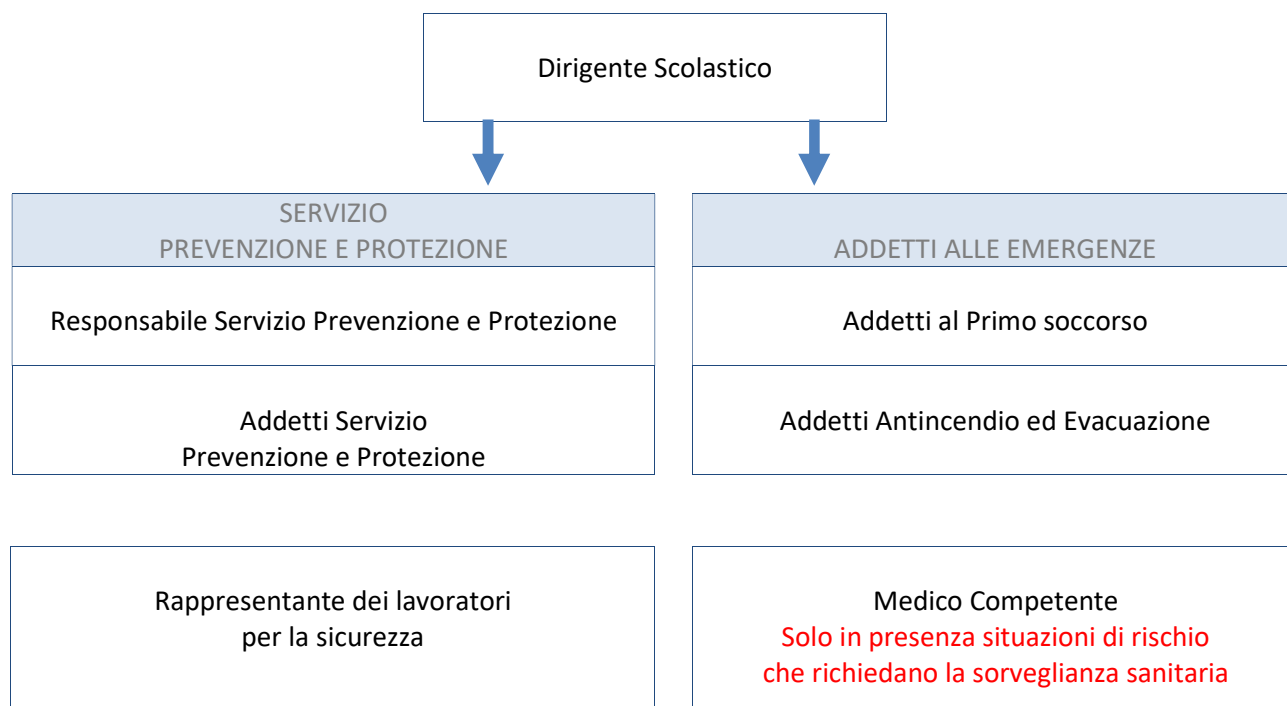 Dirigente Scolastico
SERVIZIO
PREVENZIONE E PROTEZIONE
Responsabile Servizio Prevenzione e Protezione
Addetti Servizio
Prevenzione e Protezione
ADDETTI ALLE EMERGENZE
Addetti al Primo soccorso
Addetti Antincendio ed Evacuazione
Rappresentante dei lavoratori
per la sicurezza
Medico Competente
Solo in presenza situazioni di rischio
che richiedano la sorveglianza sanitaria